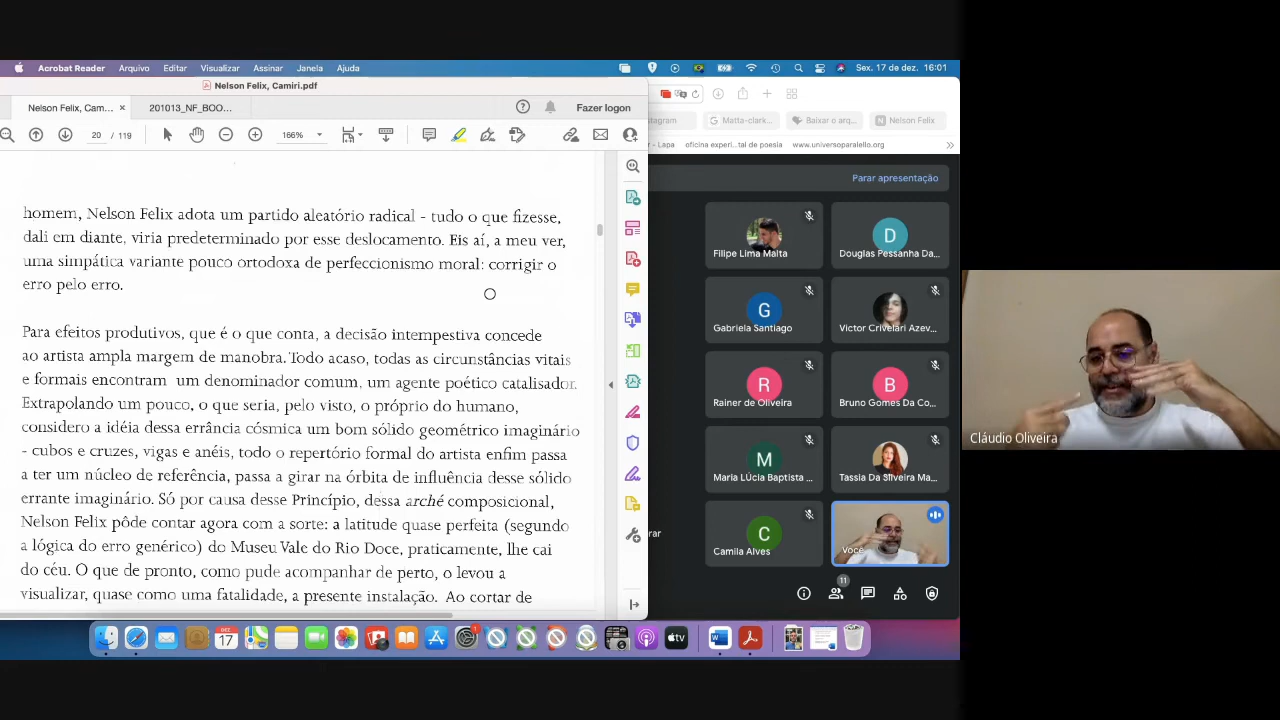 Acrobat Reader Arquivo Editar Visualizar Assinar Janela Ajuda
Sex. 17 de dez. 16:01
Nelson Felix, Camiri.pdf
Nelson Felix, Cam... ×
201013_NF_BOO...
Fazer logon
20 / 119
166%
homem, Nelson Felix adota um partido aleatório radical - tudo o que fizesse,
dali em diante, viria predeterminado por esse deslocamento. Eis aí, a meu ver,
uma simpática variante pouco ortodoxa de perfeccionismo moral: corrigir o
erro pelo erro.
Para efeitos produtivos, que é o que conta, a decisão intempestiva concede
ao artista ampla margem de manobra. Todo acaso, todas as circunstâncias vitais
e formais encontram um denominador comum, um agente poético catalisador.
Extrapolando um pouco, o que seria, pelo visto, o próprio do humano,
considero a idéia dessa errância cósmica um bom sólido geométrico imaginário
- cubos e cruzes, vigas e anéis, todo o repertório formal do artista enfim passa
a ter um núcleo de referência, passa a girar na órbita de influência desse sólido
errante imaginário. Só por causa desse Princípio, dessa arché composicional,
Nelson Felix pôde contar agora com a sorte: a latitude quase perfeita (segundo
a lógica do erro genérico) do Museu Vale do Rio Doce, praticamente, lhe cai
do céu. O que de pronto, como pude acompanhar de perto, o levou a
visualizar, quase como uma fatalidade, a presente instalação. Ao cortar de
stagram
Matta-clark...
Baixar o arq...
Nelson Felix
r - Lapa
oficina experi...tal de poesia
www.universoparallelo.org
Parar apresentação
Filipe Lima Malta
D
Douglas Pessanha Da...
G
Gabriela Santiago
Victor Crivelari Azev...
R
Rainer de Oliveira
B
Bruno Gomes Da Co...
M
Maria LÚcia Baptista ...
Tassia Da Silveira Ma...
C
Camila Alves
Você
rar
11
DEZ
17
tv
Cláudio Oliveira